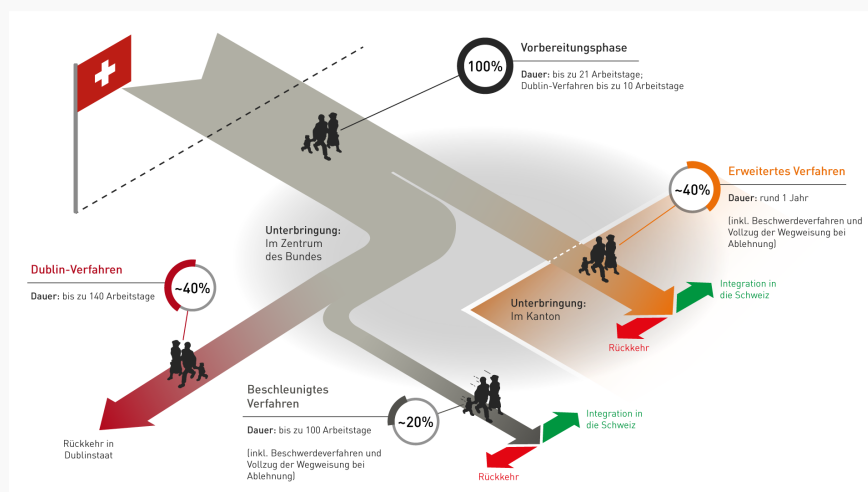 Vorbereitungsphase
100%
Dauer: bis zu 21 Arbeitstage;
Dublin-Verfahren bis zu 10 Arbeitstage
Erweitertes Verfahren
~40%
Dauer: rund 1 Jahr
(inkl. Beschwerdeverfahren und
Vollzug der Wegweisung bei
Ablehnung)
Unterbringung:
Im Zentrum
des Bundes
Dublin-Verfahren
~40%
Dauer: bis zu 140 Arbeitstage
Integration in
die Schweiz
Unterbringung:
Im Kanton
Rückkehr
Beschleunigtes
Verfahren
~20%
Dauer: bis zu 100 Arbeitstage
(inkl. Beschwerdeverfahren und
Vollzug der Wegweisung bei
Ablehnung)
Integration in
die Schweiz
Rückkehr in
Dublinstaat
Rückkehr